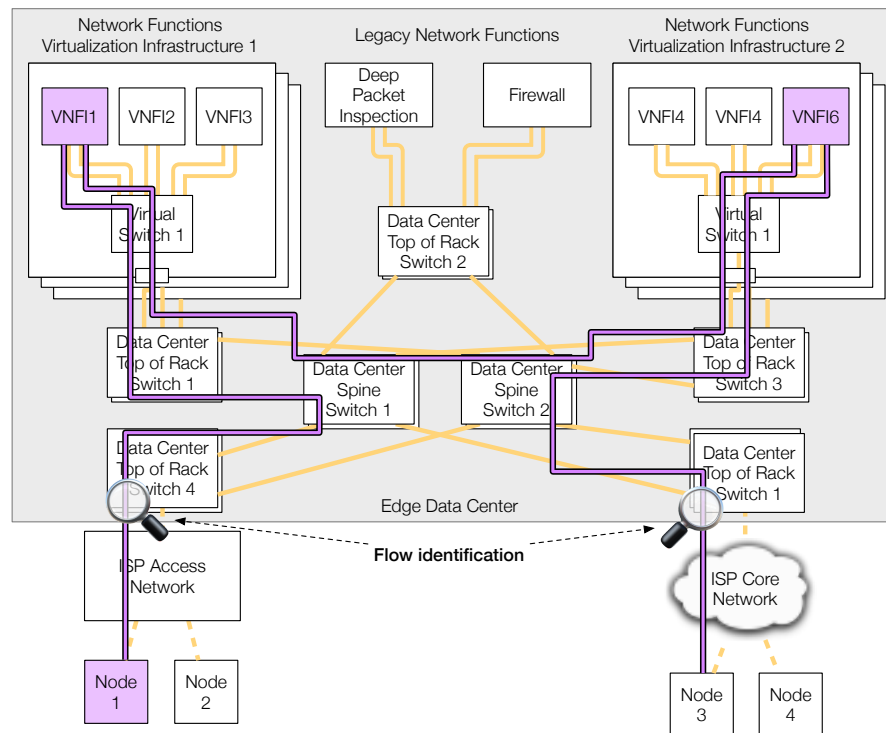 Network Functions
Virtualization Infrastructure 1
Legacy Network Functions
Network Functions
Virtualization Infrastructure 2
VNFI1
VNFI2
VNFI3
Deep
Packet
Inspection
Firewall
VNFI4
VNFI4
VNFI6
Virtual
Switch 1
Data Center
Top of Rack
Switch 2
Virtual
Switch 1
Data Center
Top of Rack
Switch 1
Data Center
Spine
Switch 1
Data Center
Spine
Switch 2
Data Center
Top of Rack
Switch 3
Data Center
Top of Rack
Switch 4
Data Center
Top of Rack
Switch 1
Edge Data Center
Flow identification
ISP Access
Network
ISP Core
Network
Node
1
Node
2
Node
3
Node
4